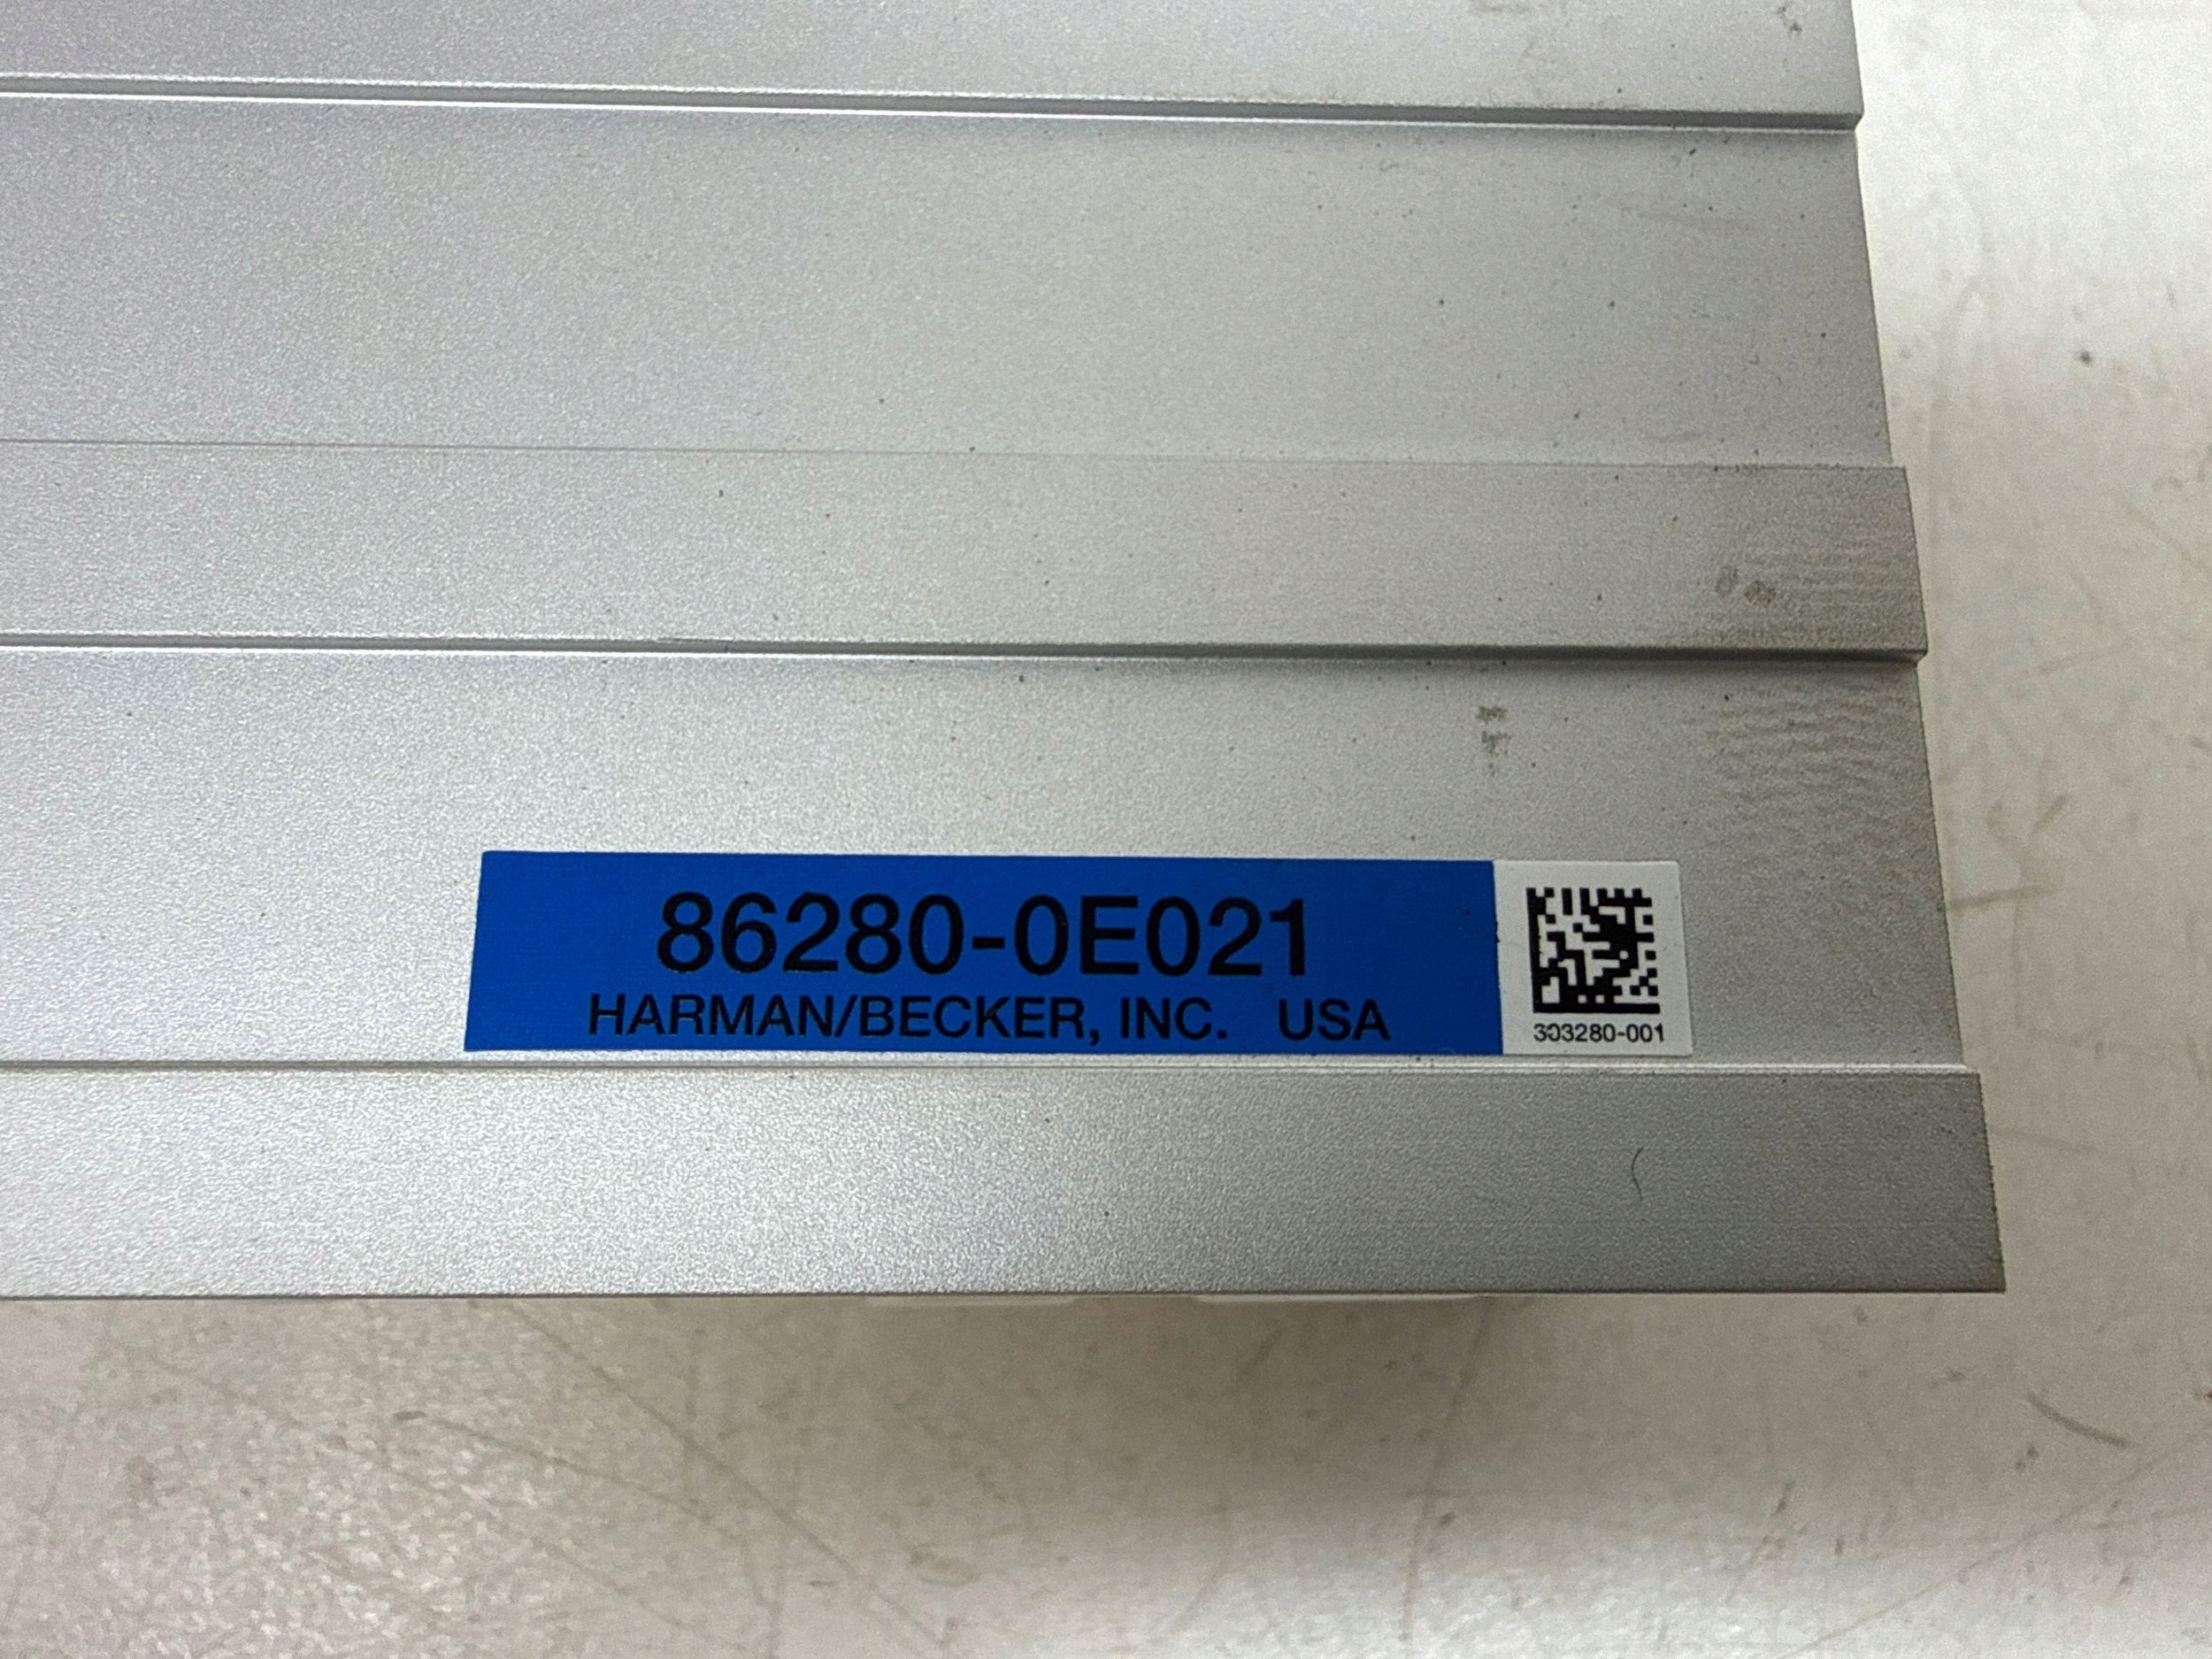 86280-0E021
HARMAN/BECKER, INC. USA
303280-001